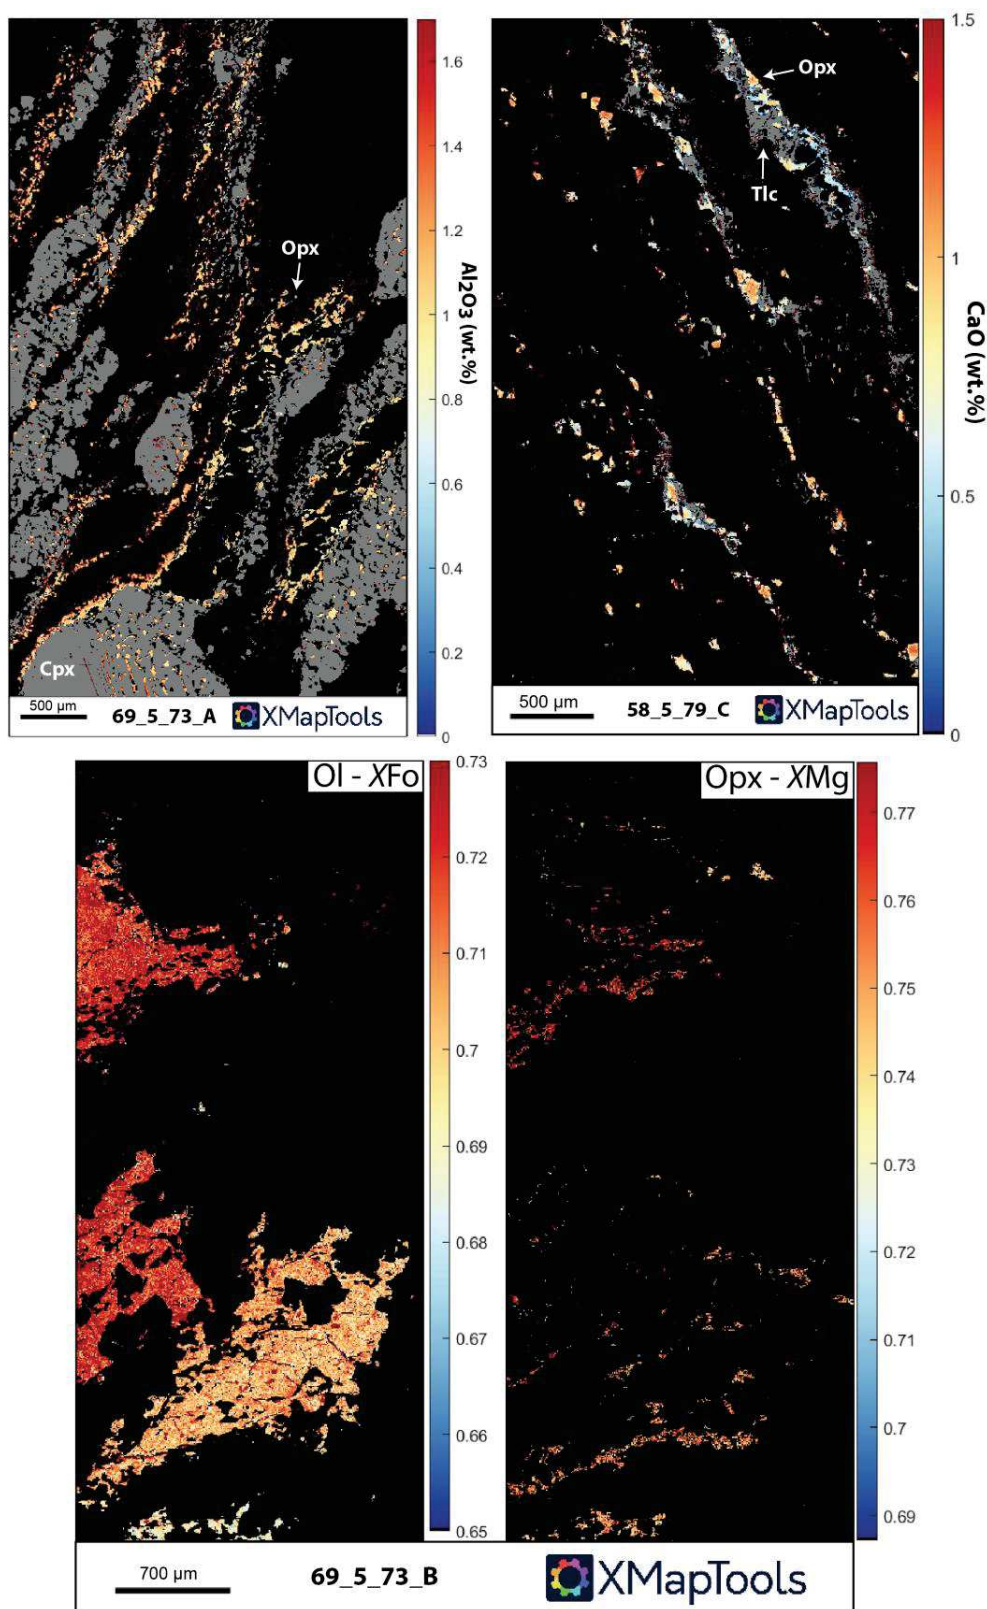 Opx
Cpx
1.6
1.4
1.2
1
0.8
0.6
0.4
0.2
0
Al₂O₃ (wt.%)
500 µm
69_5_73_A
XMapTools
Opx
Tlc
1.5
1
0.5
0
CaO (wt.%)
500 µm
58_5_79_C
XMapTools
Ol - XFo
0.73
0.72
0.71
0.7
0.69
0.68
0.67
0.66
0.65
Opx - XMg
0.77
0.76
0.75
0.74
0.73
0.72
0.71
0.7
0.69
700 µm
69_5_73_B
XMapTools